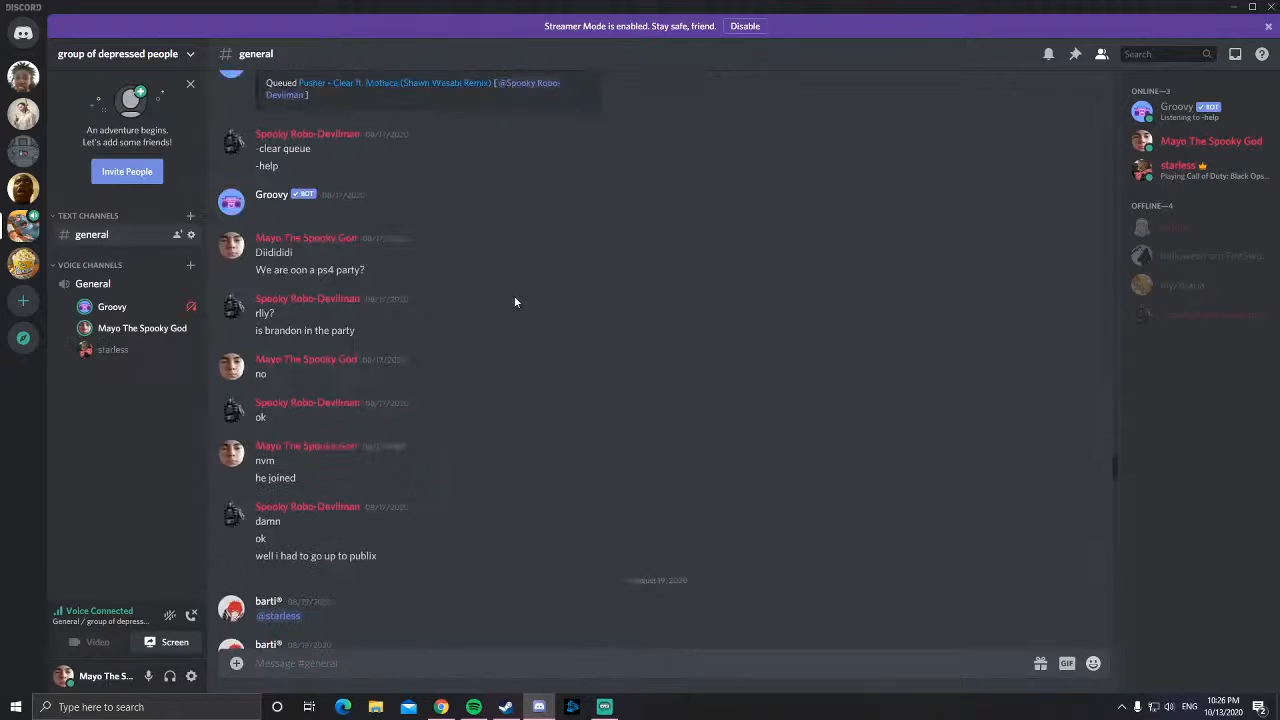 DISCORD
Streamer Mode is enabled. Stay safe, friend. Disable
group of depressed people
# general
Search
An adventure begins.
Let's add some friends!
Invite People
TEXT CHANNELS
# general
VOICE CHANNELS
General
Groovy
Mayo The Spooky God
starless
Voice Connected
General / group of depress...
Video
Screen
Mayo The S...
Queued Pusher - Clear ft. Mothica (Shawn Wasabi Remix) [@Spooky Robo-
Devilman]
Spooky Robo-Devilman 08/17/2020
-clear queue
-help
Groovy BOT 08/17/2020
Mayo The Spooky God
Diidididi
We are oon a ps4 party?
Spooky Robo-Devilman 08/17/2020
rlly?
is brandon in the party
Mayo The Spooky God 08/17/2020
no
Spooky Robo-Devilman 08/17/2020
ok
Mayo The Spooky God
nvm
he joined
Spooky Robo-Devilman 08/17/2020
damn
ok
well i had to go up to publix
August 19, 2020
barti® 08/19/2020
@starless
barti® 08/19/2020
Message #general
GIF
ONLINE—3
Groovy BOT
Listening to -help
Mayo The Spooky God
starless
Playing Call of Duty: Black Ops...
OFFLINE—4
Type here to search
ENG
10:26 PM
10/13/2020
2